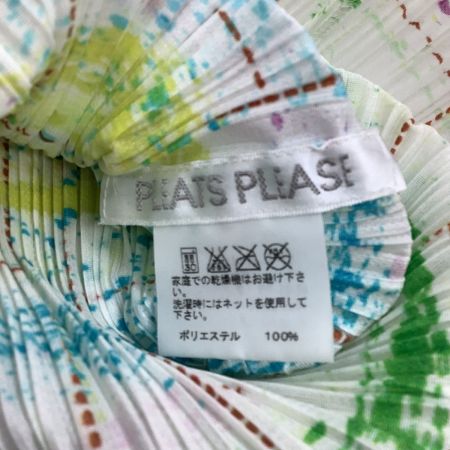 PLEATS PLEASE
30
家庭での乾燥機はお避け下さ
い。
洗濯時にはネットを使用して下
さい。
ポリエステル 100%